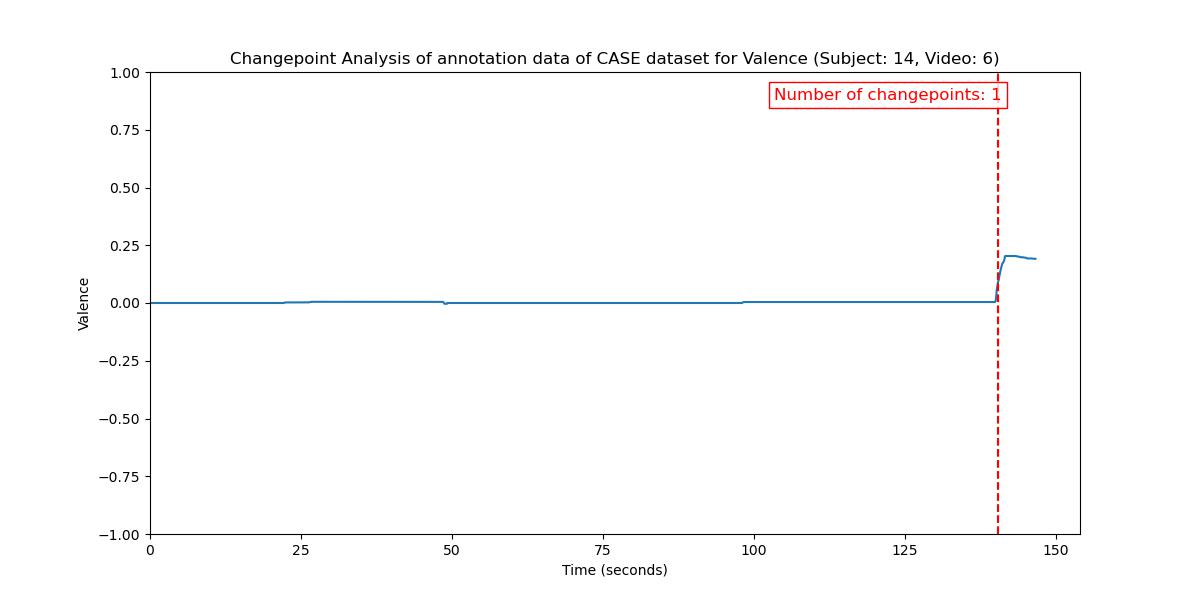 Changepoint Analysis of annotation data of CASE dataset for Valence (Subject: 14, Video: 6)
Number of changepoints: 1
1.00
0.75
0.50
0.25
0.00
−0.25
−0.50
−0.75
−1.00
Valence
0 25 50 75 100 125 150
Time (seconds)